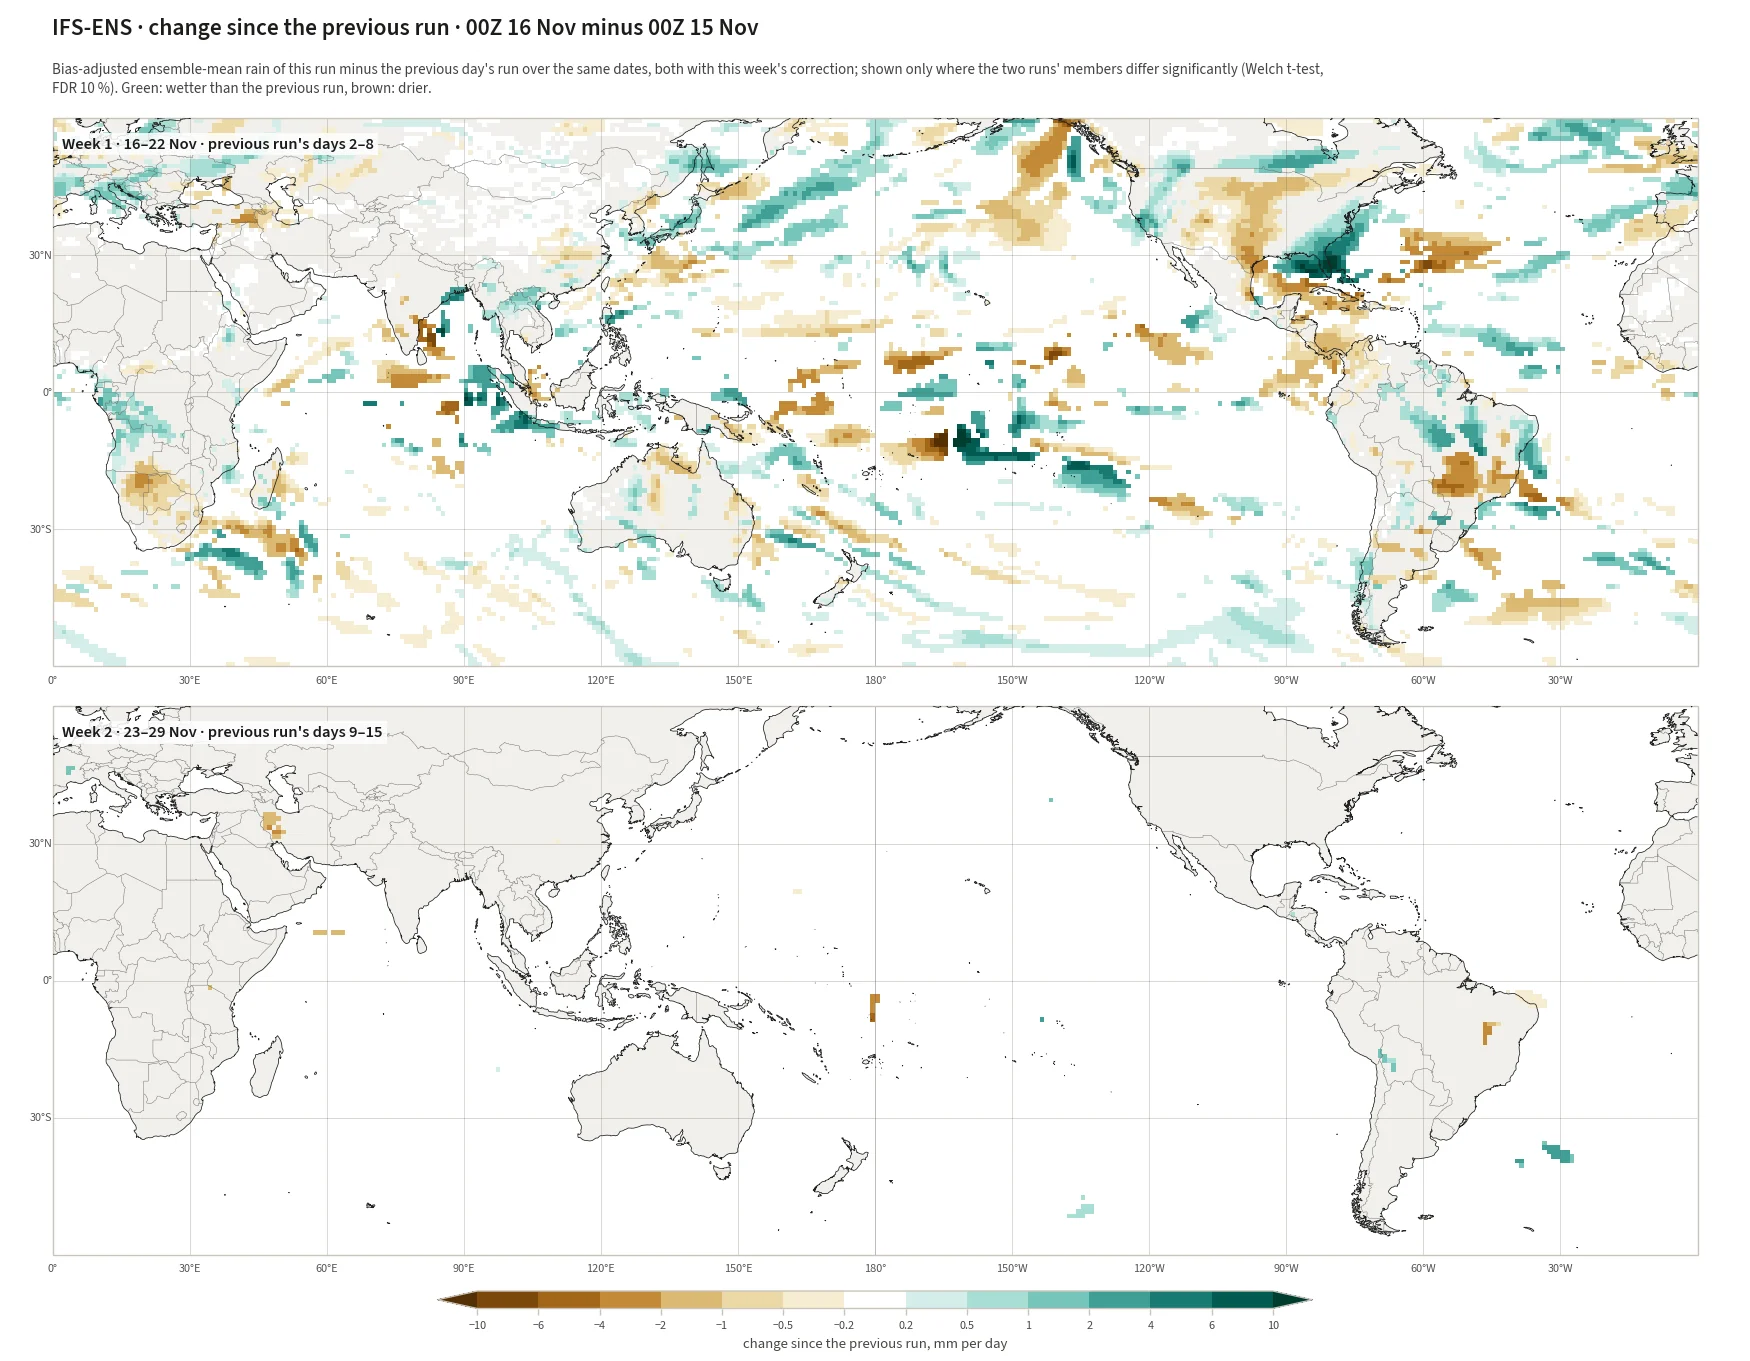 IFS-ENS · change since the previous run · 00Z 16 Nov minus 00Z 15 Nov
Bias-adjusted ensemble-mean rain of this run minus the previous day's run over the same dates, both with this week's correction; shown only where the two runs' members differ significantly (Welch t-test,
FDR 10 %). Green: wetter than the previous run, brown: drier.
Week 1 · 16–22 Nov · previous run's days 2–8
30°N
0°
30°S
0° 30°E 60°E 90°E 120°E 150°E 180° 150°W 120°W 90°W 60°W 30°W
Week 2 · 23–29 Nov · previous run's days 9–15
30°N
0°
30°S
0° 30°E 60°E 90°E 120°E 150°E 180° 150°W 120°W 90°W 60°W 30°W
−10 −6 −4 −2 −1 −0.5 −0.2 0.2 0.5 1 2 4 6 10
change since the previous run, mm per day